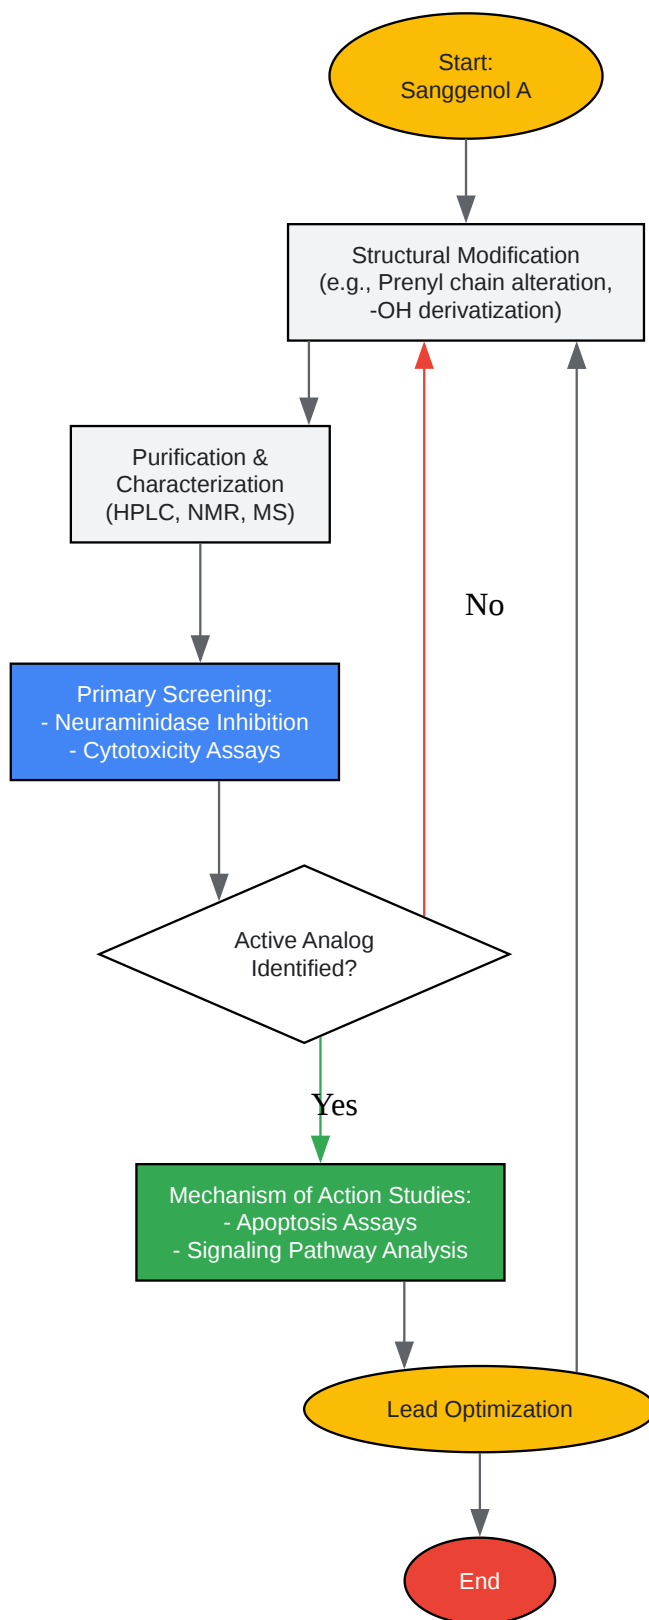 Start:
Sanggenol A
Structural Modification
(e.g., Prenyl chain alteration,
-OH derivatization)
Purification &
Characterization
(HPLC, NMR, MS)
No
Primary Screening:
- Neuraminidase Inhibition
- Cytotoxicity Assays
Active Analog
Identified?
Yes
Mechanism of Action Studies:
- Apoptosis Assays
- Signaling Pathway Analysis
Lead Optimization
End